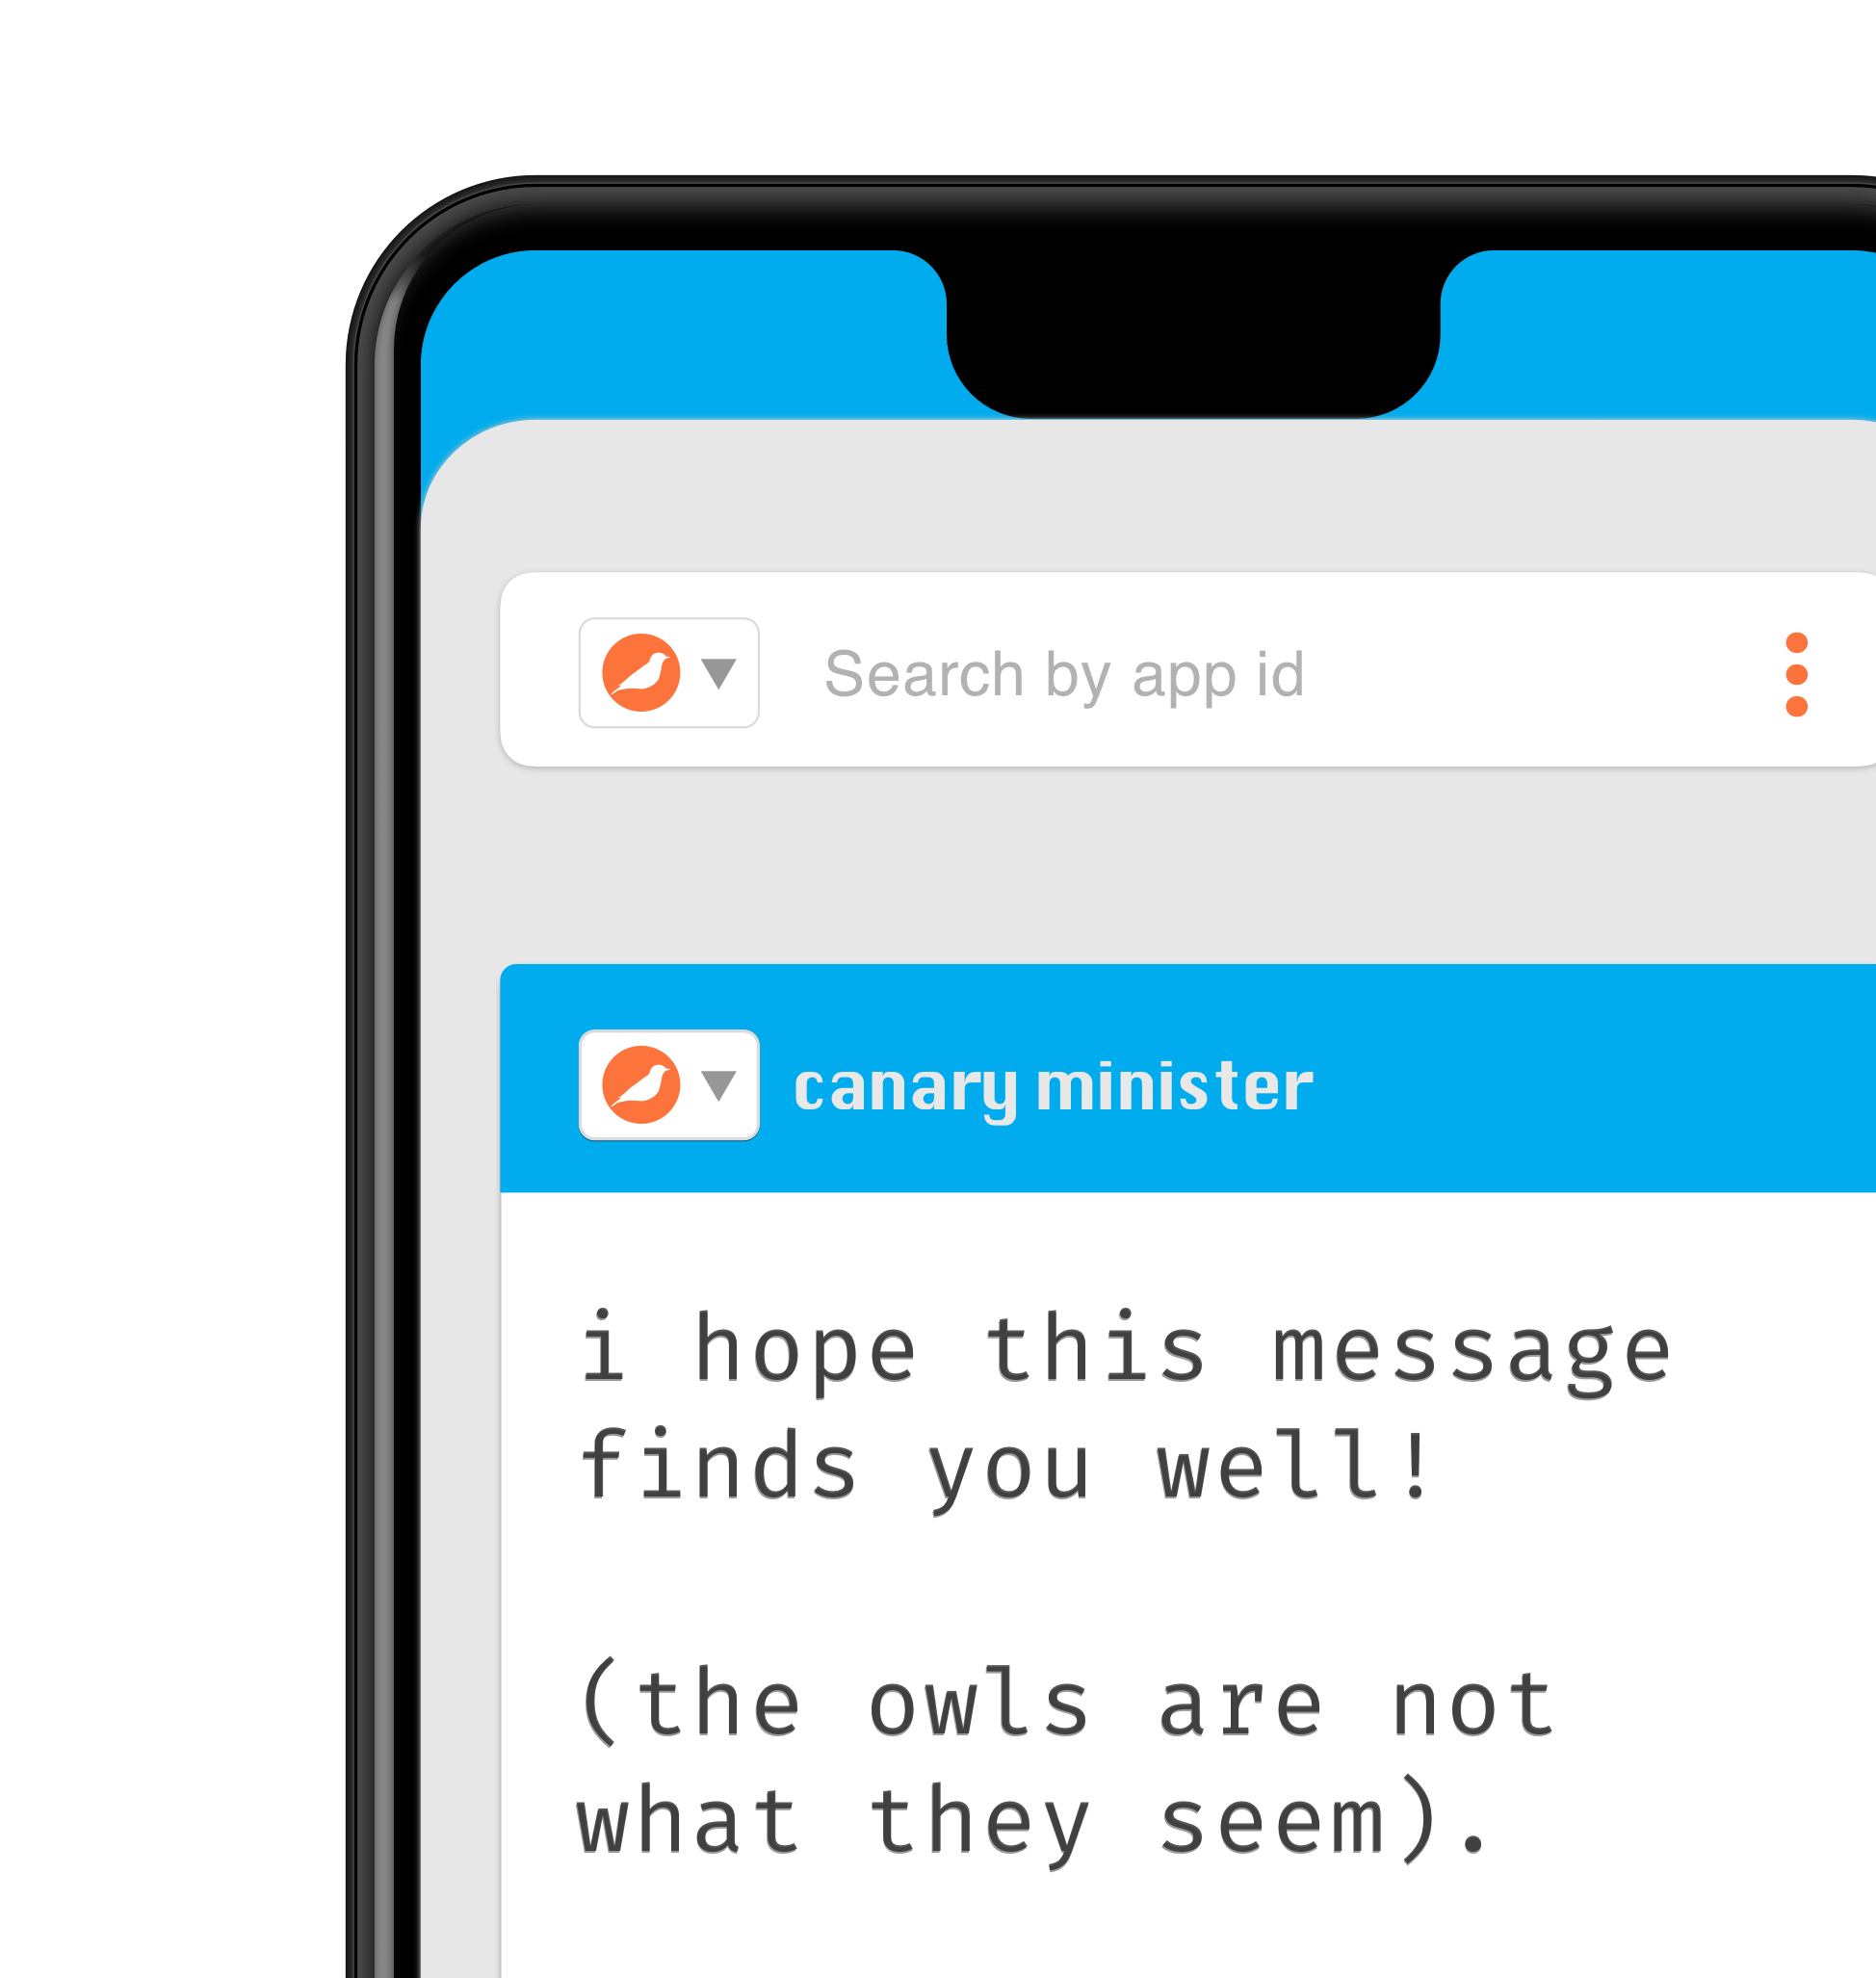 Search by app id
canary minister
i hope this message
finds you well!
(the owls are not
what they seem).